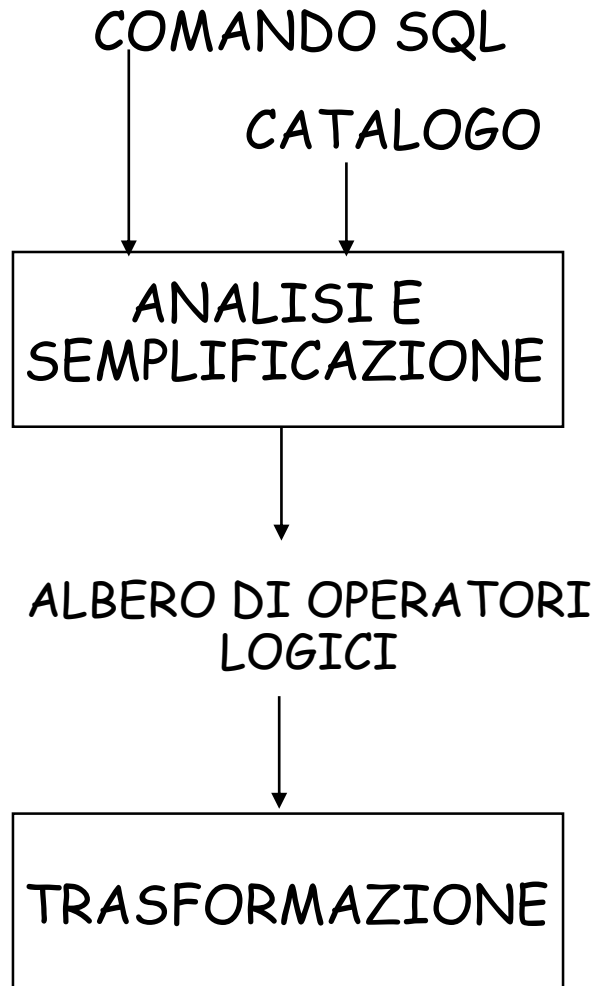 COMANDO SQL
CATALOGO
ANALISI E
SEMPLIFICAZIONE
ALBERO DI OPERATORI
LOGICI
TRASFORMAZIONE